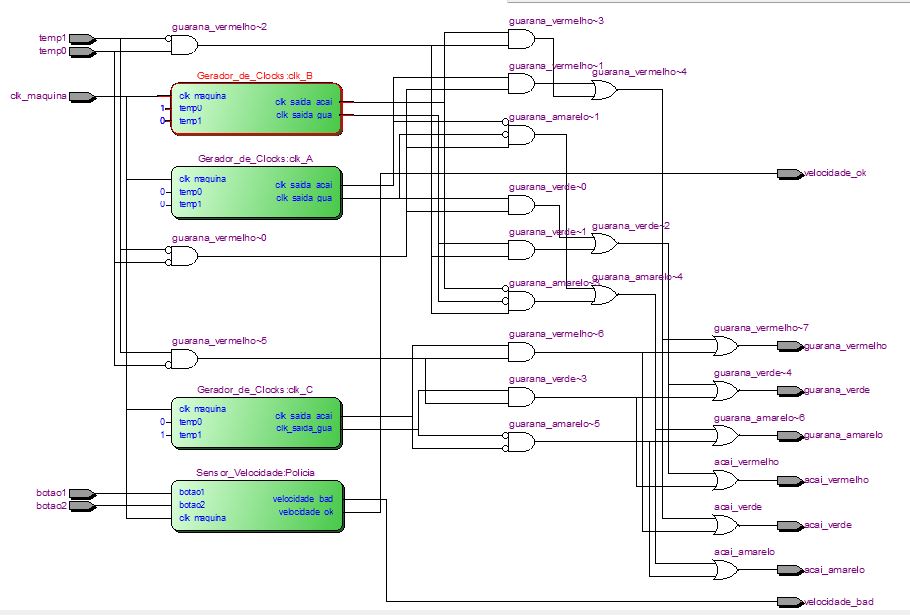 guarana_vermelho~2
temp1
temp0
clk_maquina
Gerador_de_Clocks:clk_B
clk maquina
1 temp0
0 temp1
clk saida acai
clk saida gua
Gerador_de_Clocks:clk_A
clk maquina
0 temp0
0 temp1
clk saida acai
clk saida gua
guarana_vermelho~0
guarana_vermelho~5
Gerador_de_Clocks:clk_C
clk maquina
0 temp0
1 temp1
clk saida acai
clk_saida_gua
Sensor_Velocidade:Policia
botao1
botao2
botao1
botao2
clk maquina
velocidade bad
velocidade ok
guarana_vermelho~3
guarana_vermelho~1
guarana_vermelho~4
guarana_amarelo~1
velocidade_ok
guarana_verde~0
guarana_verde~1
guarana_verde~2
guarana_amarelo~
guarana_amarelo~4
guarana_vermelho~6
guarana_verde~3
guarana_amarelo~5
guarana_vermelho~7
guarana_vermelho
guarana_verde~4
guarana_verde
guarana_amarelo~6
guarana_amarelo
acai_vermelho
acai_vermelho
acai_verde
acai_verde
acai_amarelo
acai_amarelo
velocidade_bad